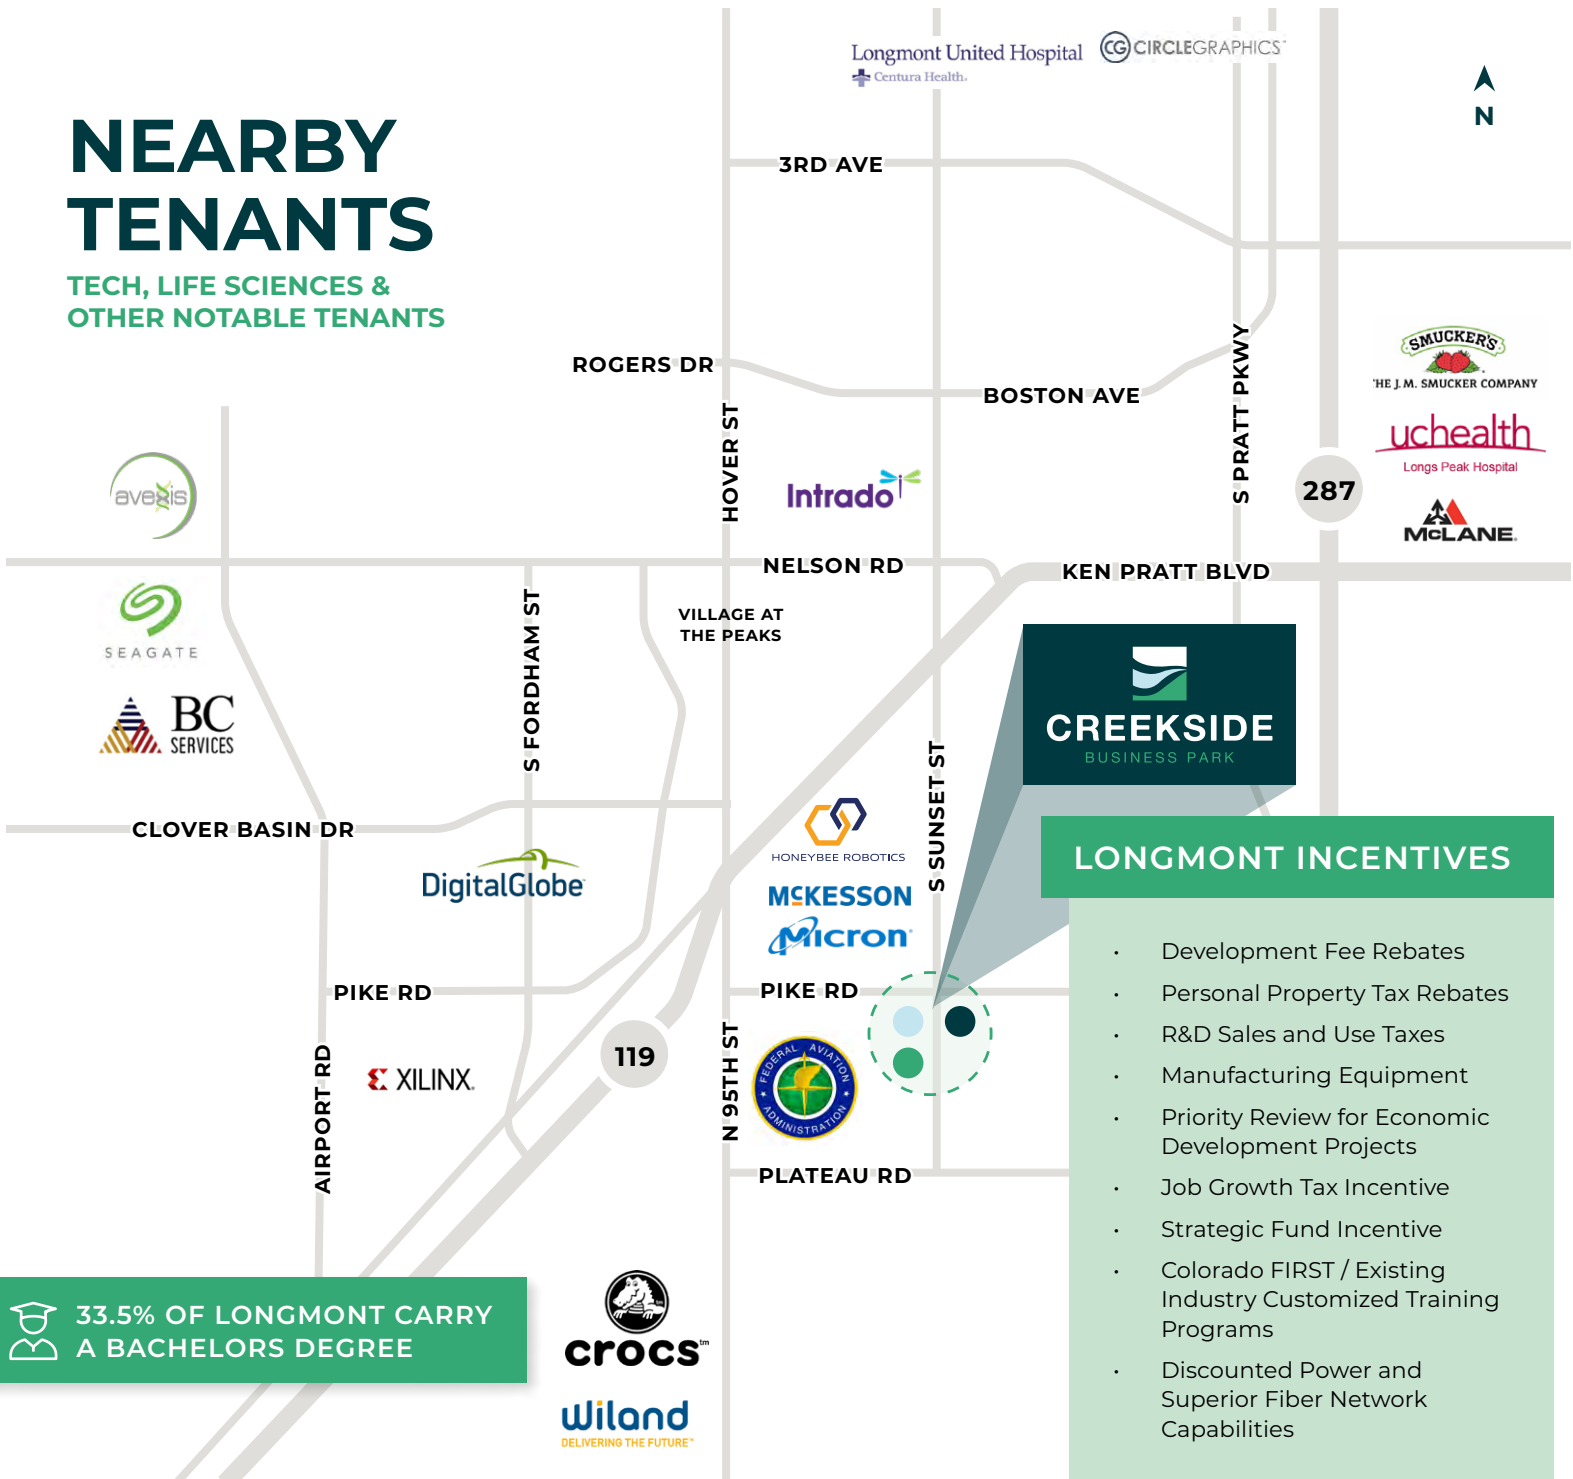 Longmont United Hospital
Centura Health.
CG CIRCLEGRAPHICS
N
NEARBY
TENANTS
TECH, LIFE SCIENCES &
OTHER NOTABLE TENANTS
3RD AVE
ROGERS DR
BOSTON AVE
HOVER ST
S PRATT PKWY
287
SMUCKER'S
HE J. M. SMUCKER COMPANY
uchealth
Longs Peak Hospital
McLANE
avexis
Intrado
NELSON RD
KEN PRATT BLVD
VILLAGE AT
THE PEAKS
SEAGATE
BC
SERVICES
S FORDHAM ST
CREEKSIDE
BUSINESS PARK
CLOVER BASIN DR
HONEYBEE ROBOTICS
S SUNSET ST
DigitalGlobe
McKESSON
Micron
PIKE RD
PIKE RD
119
N 95TH ST
FEDERAL AVIATION
ADMINISTRATION
XILINX
AIRPORT RD
PLATEAU RD
LONGMONT INCENTIVES
· Development Fee Rebates
· Personal Property Tax Rebates
· R&D Sales and Use Taxes
· Manufacturing Equipment
· Priority Review for Economic
Development Projects
· Job Growth Tax Incentive
· Strategic Fund Incentive
· Colorado FIRST / Existing
Industry Customized Training
Programs
· Discounted Power and
Superior Fiber Network
Capabilities
33.5% OF LONGMONT CARRY
A BACHELORS DEGREE
crocs™
Wiland
DELIVERING THE FUTURE™